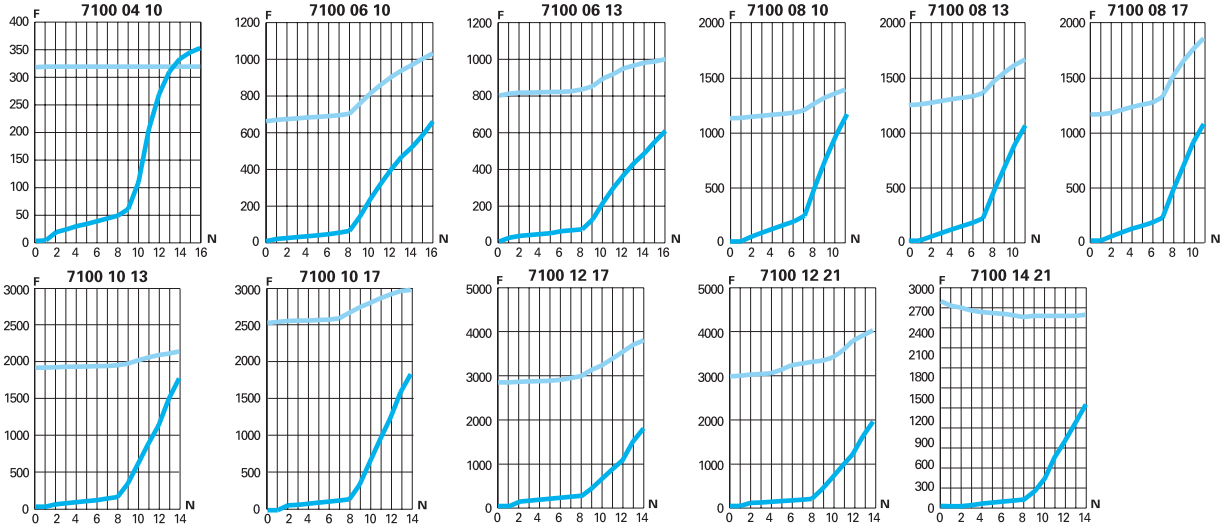 7100 04 10
F
400
350
300
250
200
150
100
50
0
0 2 4 6 8 10 12 14 16
N
7100 06 10
F
1200
1000
800
600
400
200
0
0 2 4 6 8 10 12 14 16
N
7100 06 13
F
1200
1000
800
600
400
200
0
0 2 4 6 8 10 12 14 16
N
7100 08 10
F
2000
1500
1000
500
0
0 2 4 6 8 10
N
7100 08 13
F
2000
1500
1000
500
0
0 2 4 6 8 10
N
7100 08 17
F
2000
1500
1000
500
0
0 2 4 6 8 10
N
7100 10 13
F
3000
2500
2000
1500
1000
500
0
0 2 4 6 8 10 12 14
N
7100 10 17
F
3000
2500
2000
1500
1000
500
0
0 2 4 6 8 10 12 14
N
7100 12 17
F
5000
4000
3000
2000
1000
0
0 2 4 6 8 10 12 14
N
7100 12 21
F
5000
4000
3000
2000
1000
0
0 2 4 6 8 10 12 14
N
7100 14 21
F
3000
2700
2400
2100
1800
1500
1200
900
600
300
0
0 2 4 6 8 10 12 14
N